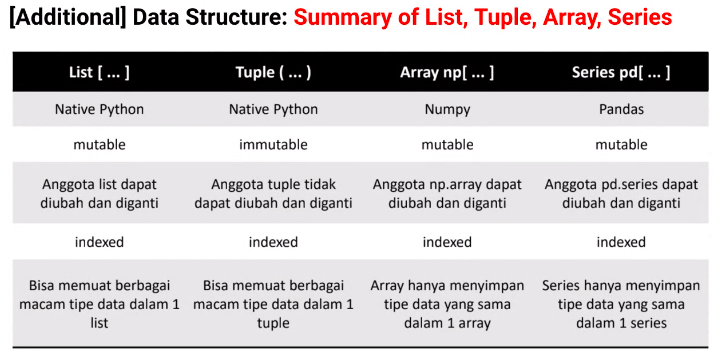 [Additional] Data Structure: Summary of List, Tuple, Array, Series
List [ ... ] Tuple ( ... ) Array np[ ... ] Series pd[ ... ]
Native Python Native Python Numpy Pandas
mutable immutable mutable mutable
Anggota list dapat Anggota tuple tidak Anggota np.array dapat Anggota pd.series dapat
diubah dan diganti dapat diubah dan diganti diubah dan diganti diubah dan diganti
indexed indexed indexed indexed
Bisa memuat berbagai Bisa memuat berbagai Array hanya menyimpan Series hanya menyimpan
macam tipe data dalam 1 macam tipe data dalam 1 tipe data yang sama tipe data yang sama
list tuple dalam 1 array dalam 1 series